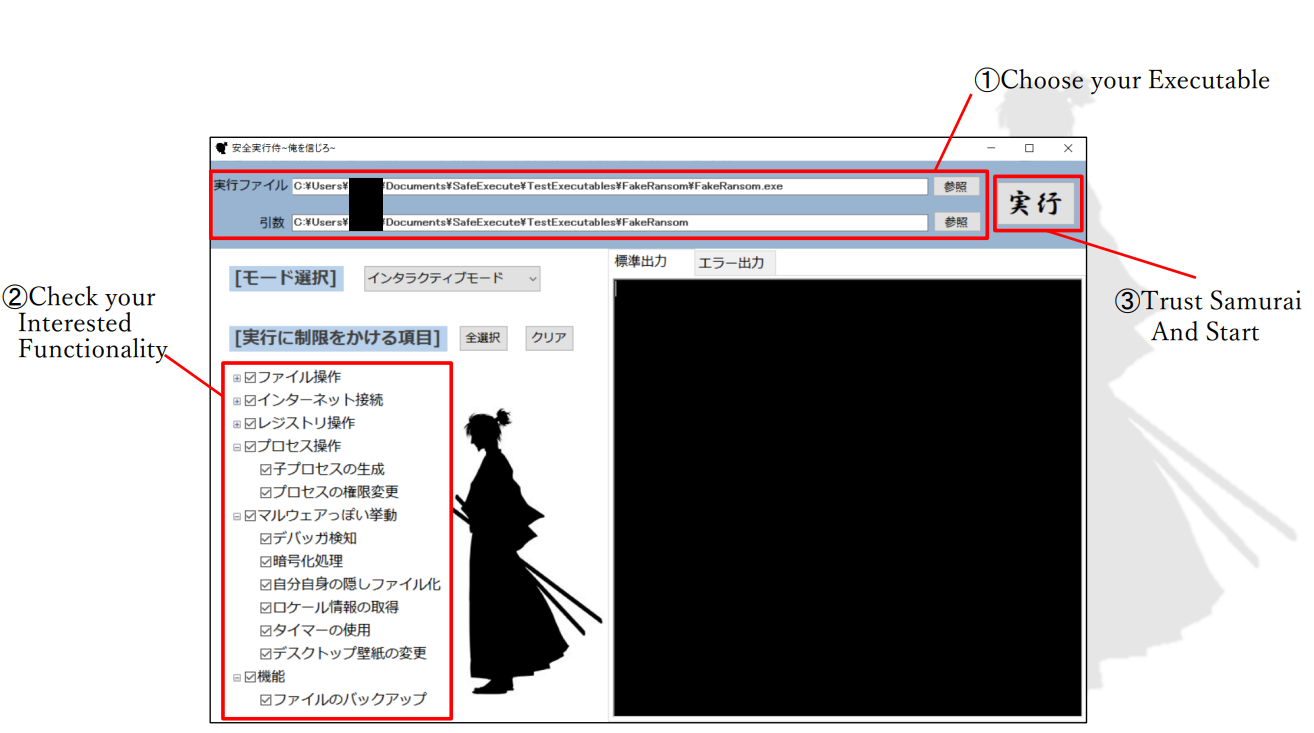 ①Choose your Executable
安全実行侍~俺を信じろ~
実行ファイル C:¥Users¥ ¥Documents¥SafeExecute¥TestExecutables¥FakeRansom¥FakeRansom.exe 参照
引数 C:¥Users¥ ¥Documents¥SafeExecute¥TestExecutables¥FakeRansom 参照
実行
[モード選択] インタラクティブモード
標準出力 エラー出力
②Check your
Interested
Functionality
③Trust Samurai
And Start
[実行に制限をかける項目] 全選択 クリア
ファイル操作
インターネット接続
レジストリ操作
プロセス操作
子プロセスの生成
プロセスの権限変更
マルウェアっぽい挙動
デバッガ検知
暗号化処理
自分自身の隠しファイル化
ロケール情報の取得
タイマーの使用
デスクトップ壁紙の変更
機能
ファイルのバックアップ